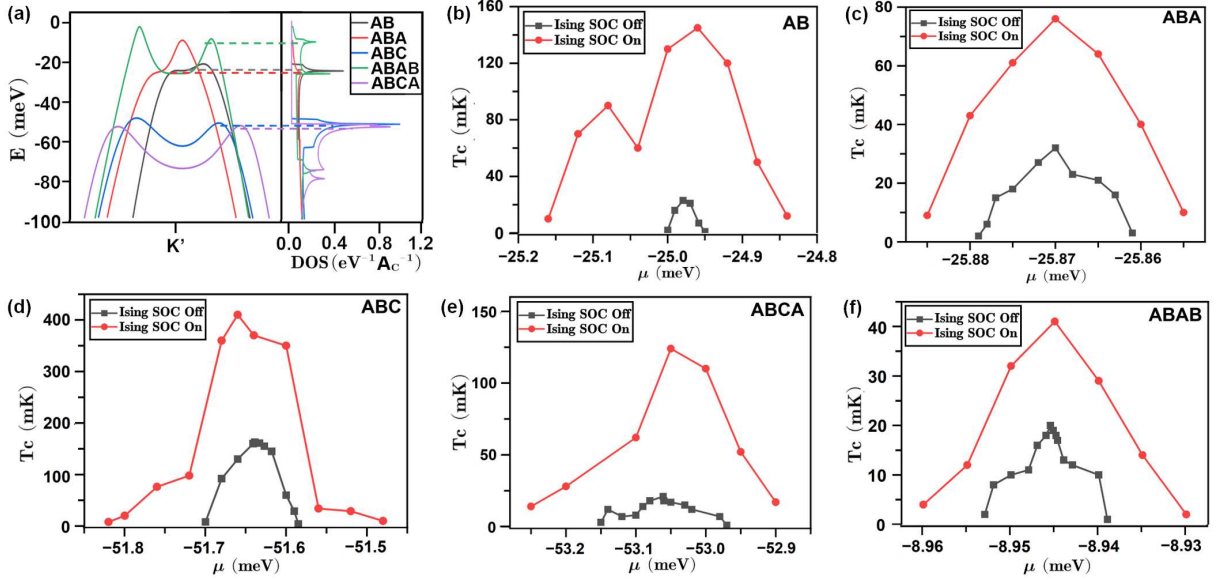 (a)
E (meV)
0
−20
−40
−60
−80
−100
K’
AB
ABA
ABC
ABAB
ABCA
0.0 0.4 0.8 1.2
DOS(eV⁻¹A_C⁻¹)
(b)
AB
Ising SOC Off
Ising SOC On
Tc (mK)
160
120
80
40
0
−25.2 −25.1 −25.0 −24.9 −24.8
μ (meV)
(c)
ABA
Ising SOC Off
Ising SOC On
Tc (mK)
80
60
40
20
0
−25.88 −25.87 −25.86
μ (meV)
(d)
ABC
Ising SOC Off
Ising SOC On
Tc (mK)
400
300
200
100
0
−51.8 −51.7 −51.6 −51.5
μ (meV)
(e)
ABCA
Ising SOC Off
Ising SOC On
Tc (mK)
150
100
50
0
−53.2 −53.1 −53.0 −52.9
μ (meV)
(f)
ABAB
Ising SOC Off
Ising SOC On
Tc (mK)
40
30
20
10
0
−8.96 −8.95 −8.94 −8.93
μ (meV)